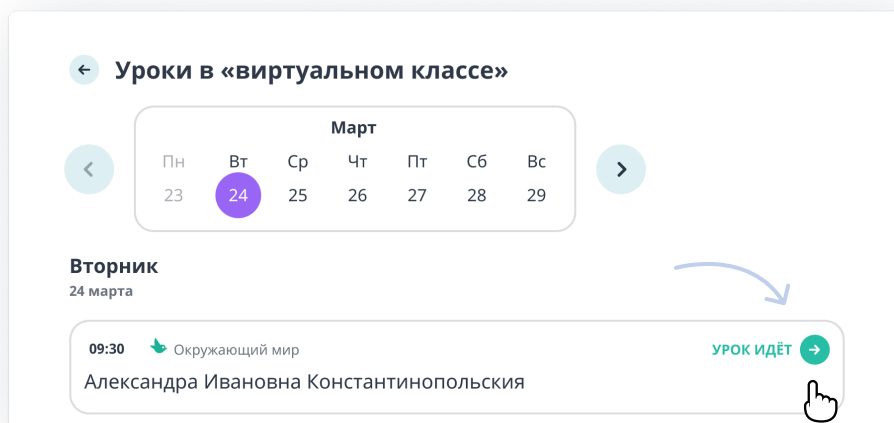 Уроки в «виртуальном классе»
Март
Пн Вт Ср Чт Пт Сб Вс
23 24 25 26 27 28 29
Вторник
24 марта
09:30 Окружающий мир УРОК ИДЁТ
Александра Ивановна Константинопольския